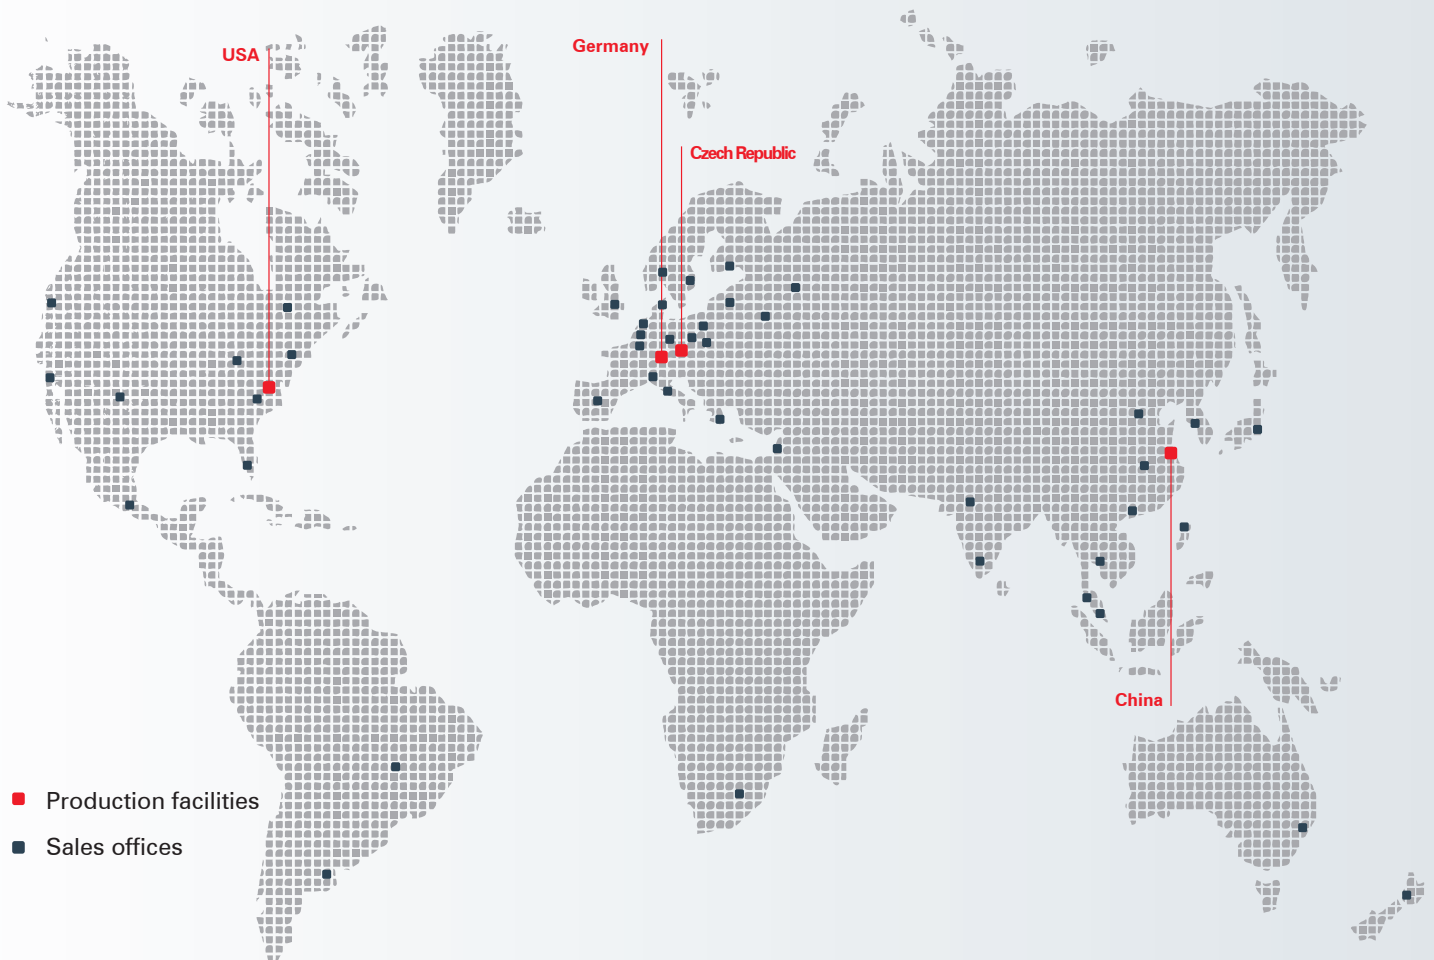 USA
Germany
Czech Republic
China
Production facilities
Sales offices